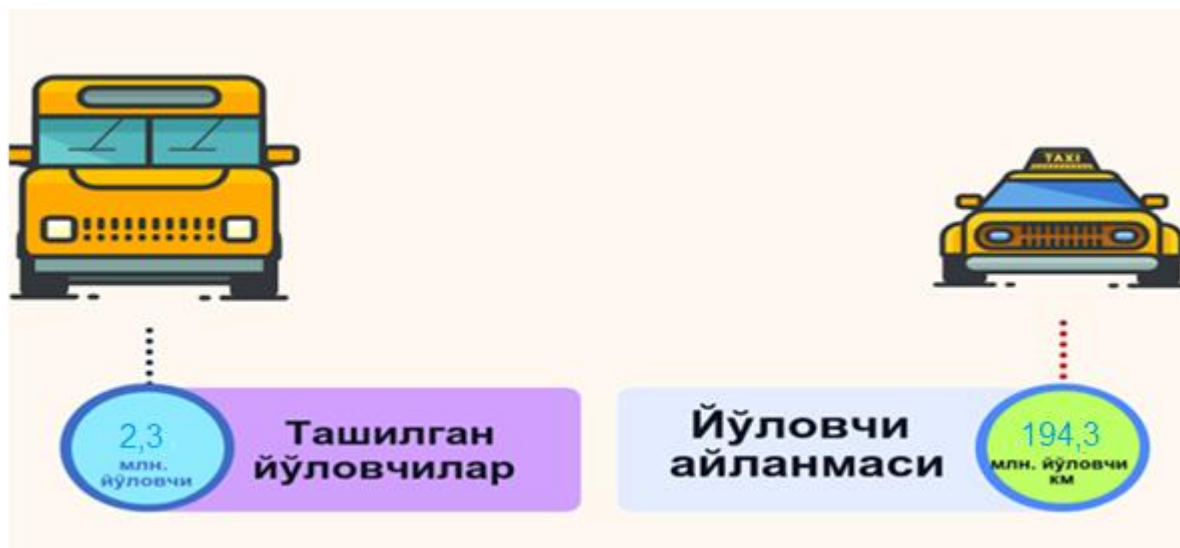 TAXI
2,3
млн.
йўловчи
Ташилган
йўловчилар
Йўловчи
айланмаси
194,3
млн. йўловчи
км